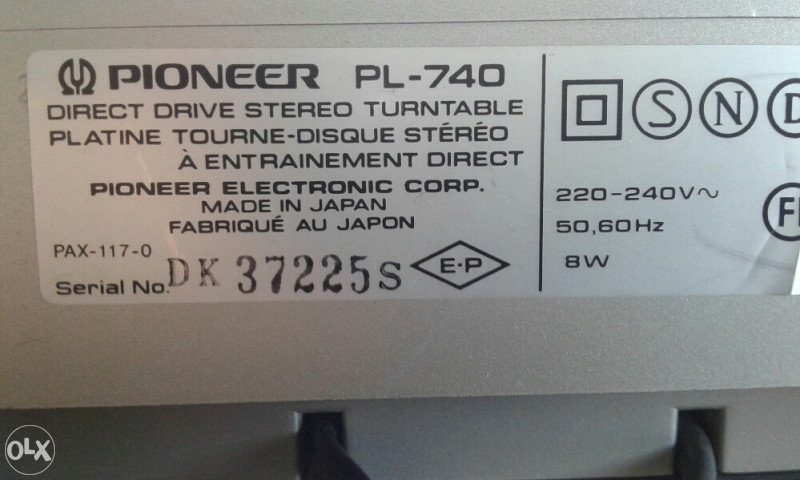 PIONEER PL-740
DIRECT DRIVE STEREO TURNTABLE
PLATINE TOURNE-DISQUE STÉRÉO
À ENTRAINEMENT DIRECT
PIONEER ELECTRONIC CORP.
MADE IN JAPAN
FABRIQUÉ AU JAPON
PAX-117-0
Serial No. DK 37225S
E·P
S N D
220-240V~
50,60Hz
8W
FI
OLX